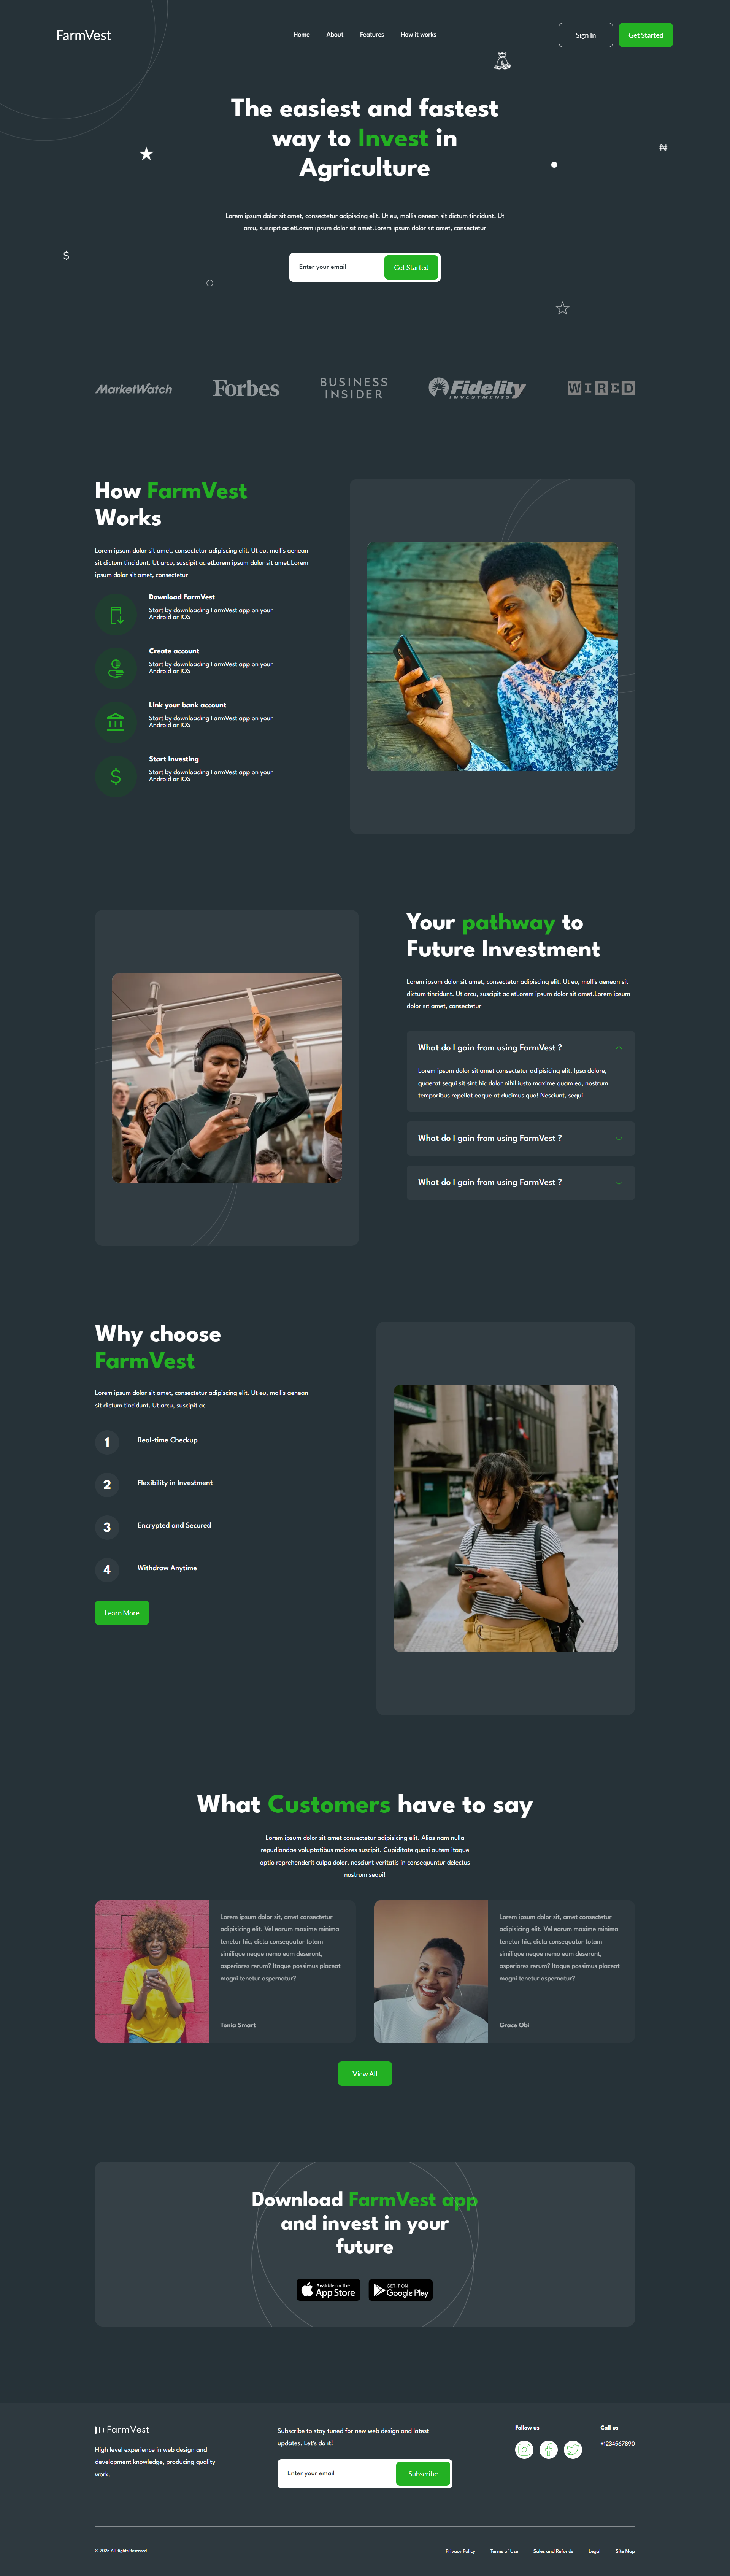 FarmVest
Home About Features How it works
Sign In
Get Started
The easiest and fastest
way to Invest in
Agriculture
Lorem ipsum dolor sit amet, consectetur adipiscing elit. Ut eu, mollis aenean sit dictum tincidunt. Ut
arcu, suscipit ac etLorem ipsum dolor sit amet.Lorem ipsum dolor sit amet, consectetur
Enter your email
Get Started
MarketWatch
Forbes
BUSINESS
INSIDER
Fidelity
INVESTMENTS
WIRED
How FarmVest
Works
Lorem ipsum dolor sit amet, consectetur adipiscing elit. Ut eu, mollis aenean
sit dictum tincidunt. Ut arcu, suscipit ac etLorem ipsum dolor sit amet.Lorem
ipsum dolor sit amet, consectetur
Download FarmVest
Start by downloading FarmVest app on your
Android or IOS
Create account
Start by downloading FarmVest app on your
Android or IOS
Link your bank account
Start by downloading FarmVest app on your
Android or IOS
Start Investing
Start by downloading FarmVest app on your
Android or IOS
Your pathway to
Future Investment
Lorem ipsum dolor sit amet, consectetur adipiscing elit. Ut eu, mollis aenean sit
dictum tincidunt. Ut arcu, suscipit ac etLorem ipsum dolor sit amet.Lorem ipsum
dolor sit amet, consectetur
What do I gain from using FarmVest ?
Lorem ipsum dolor sit amet consectetur adipisicing elit. Ipsa dolore,
quaerat sequi sit sint hic dolor nihil iusto maxime quam ea, nostrum
temporibus repellat eaque at ducimus quo! Nesciunt, sequi.
What do I gain from using FarmVest ?
What do I gain from using FarmVest ?
Why choose
FarmVest
Lorem ipsum dolor sit amet, consectetur adipiscing elit. Ut eu, mollis aenean
sit dictum tincidunt. Ut arcu, suscipit ac
1 Real-time Checkup
2 Flexibility in Investment
3 Encrypted and Secured
4 Withdraw Anytime
Learn More
What Customers have to say
Lorem ipsum dolor sit amet consectetur adipisicing elit. Alias nam nulla
repudiandae voluptatibus maiores suscipit. Cupiditate quasi autem itaque
optio reprehenderit culpa dolor, nesciunt veritatis in consequuntur delectus
nostrum sequi!
Lorem ipsum dolor sit, amet consectetur
adipisicing elit. Vel earum maxime minima
tenetur hic, dicta consequatur totam
similique neque nemo eum deserunt,
asperiores rerum? Itaque possimus placeat
magni tenetur aspernatur?
Tonia Smart
Lorem ipsum dolor sit, amet consectetur
adipisicing elit. Vel earum maxime minima
tenetur hic, dicta consequatur totam
similique neque nemo eum deserunt,
asperiores rerum? Itaque possimus placeat
magni tenetur aspernatur?
Grace Obi
View All
Download FarmVest app
and invest in your
future
Avalible on the
App Store
GET IT ON
Google Play
FarmVest
High level experience in web design and
development knowledge, producing quality
work.
Subscribe to stay tuned for new web design and latest
updates. Let's do it!
Enter your email
Subscribe
Follow us
Call us
+1234567890
© 2025 All Rights Reserved
Privacy Policy Terms of Use Sales and Refunds Legal Site Map